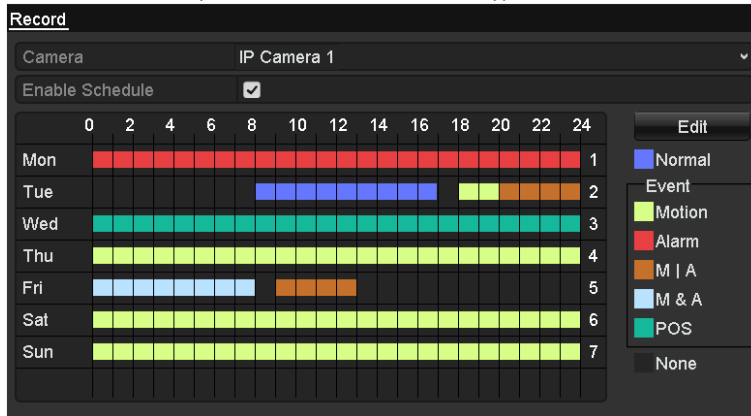 Record
Camera IP Camera 1
Enable Schedule
0 2 4 6 8 10 12 14 16 18 20 22 24
Edit
Mon 1
Normal
Tue 2
Event
Motion
Wed 3
Alarm
Thu 4
M | A
Fri 5
M & A
Sat 6
POS
Sun 7
None